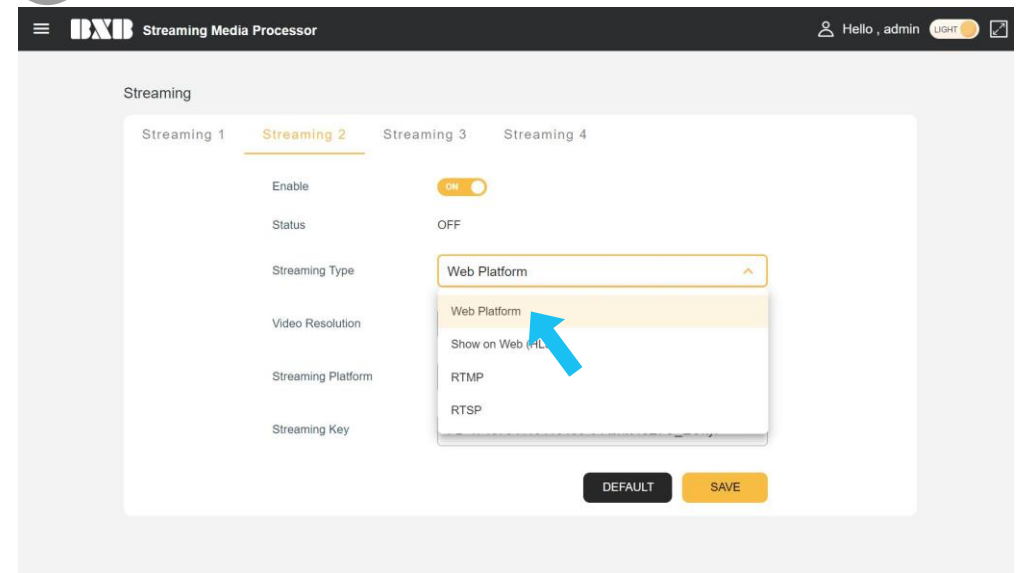 BXB Streaming Media Processor Hello , admin LIGHT
Streaming
Streaming 1 Streaming 2 Streaming 3 Streaming 4
Enable ON
Status OFF
Streaming Type Web Platform
Web Platform
Video Resolution
Show on Web (HL
Streaming Platform RTMP
RTSP
Streaming Key
DEFAULT SAVE